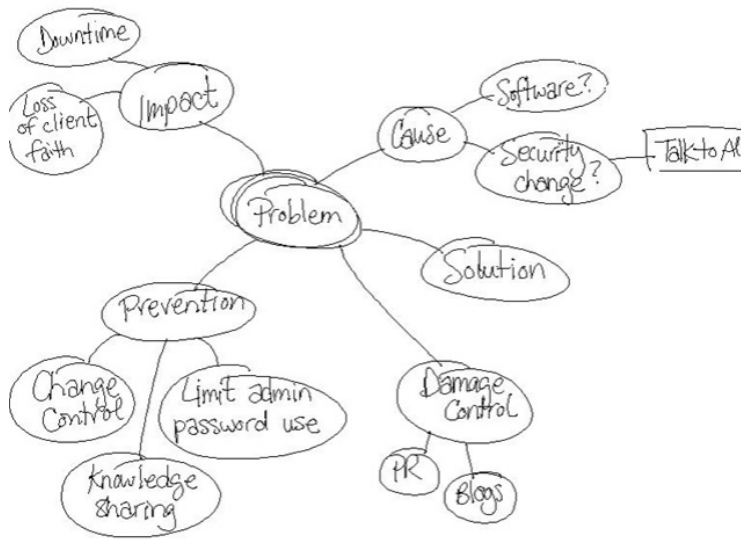 Downtime
Impact
Loss
of client
faith
Software?
Cause
Security
change?
Talk to Al
Problem
Solution
Prevention
Change
Control
Limit admin
password use
Knowledge
sharing
Damage
Control
PR
Blogs